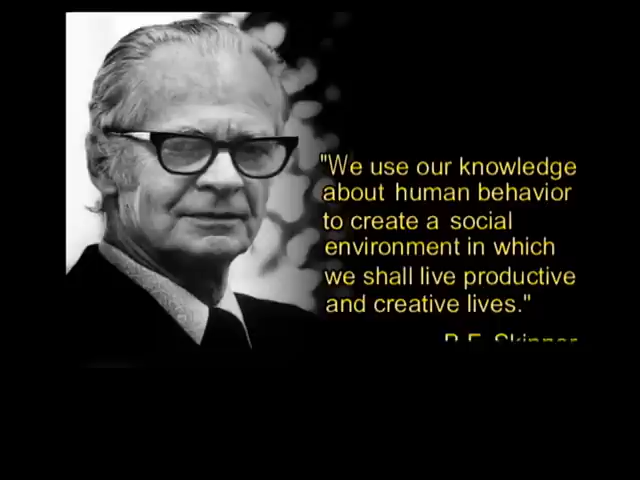 "We use our knowledge
about human behavior
to create a social
environment in which
we shall live productive
and creative lives."
B.F. Skinner